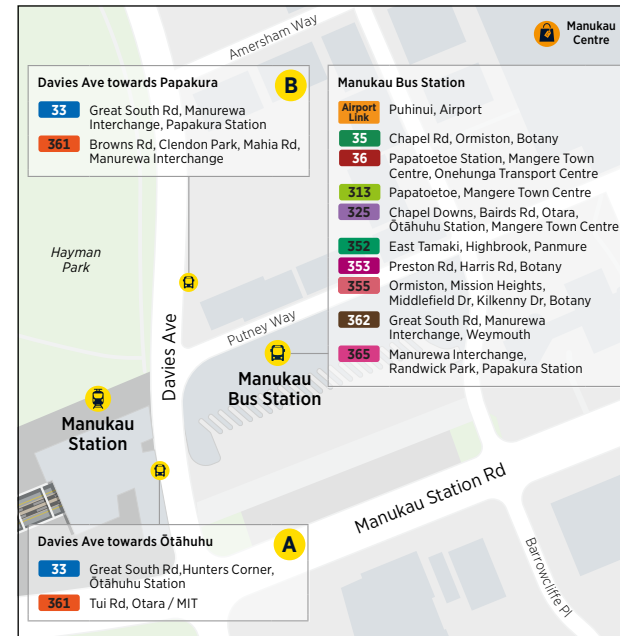 Amersham Way
Manukau
Centre
Davies Ave towards Papakura
B
33 Great South Rd, Manurewa
Interchange, Papakura Station
361 Browns Rd, Clendon Park, Mahia Rd,
Manurewa Interchange
Manukau Bus Station
Airport
Link
Puhinui, Airport
35 Chapel Rd, Ormiston, Botany
36 Papatoetoe Station, Mangere Town
Centre, Onehunga Transport Centre
313 Papatoetoe, Mangere Town Centre
325 Chapel Downs, Bairds Rd, Otara,
Ōtāhuhu Station, Mangere Town Centre
352 East Tamaki, Highbrook, Panmure
353 Preston Rd, Harris Rd, Botany
355 Ormiston, Mission Heights,
Middlefield Dr, Kilkenny Dr, Botany
362 Great South Rd, Manurewa
Interchange, Weymouth
365 Manurewa Interchange,
Randwick Park, Papakura Station
Hayman
Park
Davies Ave
Putney Way
Manukau
Bus Station
Manukau
Station
Manukau Station Rd
Barrowcliffe Pl
Davies Ave towards Ōtāhuhu
A
33 Great South Rd,Hunters Corner,
Ōtāhuhu Station
361 Tui Rd, Otara / MIT